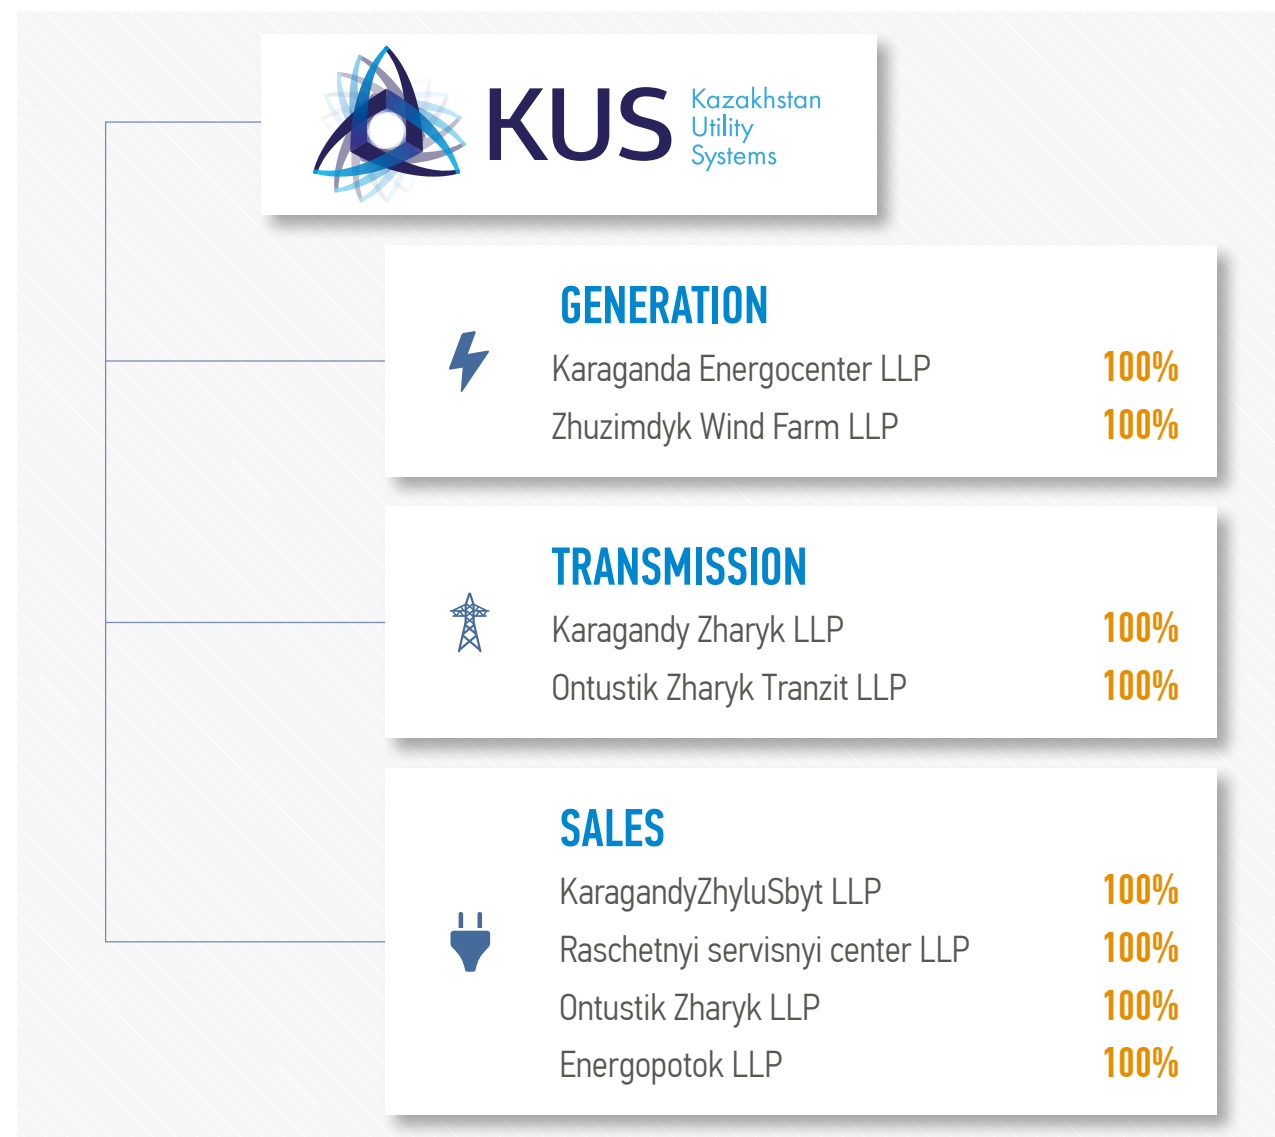 KUS
Kazakhstan
Utility
Systems
GENERATION
Karaganda Energocenter LLP 100%
Zhuzimdyk Wind Farm LLP 100%
TRANSMISSION
Karagandy Zharyk LLP 100%
Ontustik Zharyk Tranzit LLP 100%
SALES
KaragandyZhyluSbyt LLP 100%
Raschetnyi servisnyi center LLP 100%
Ontustik Zharyk LLP 100%
Energopotok LLP 100%